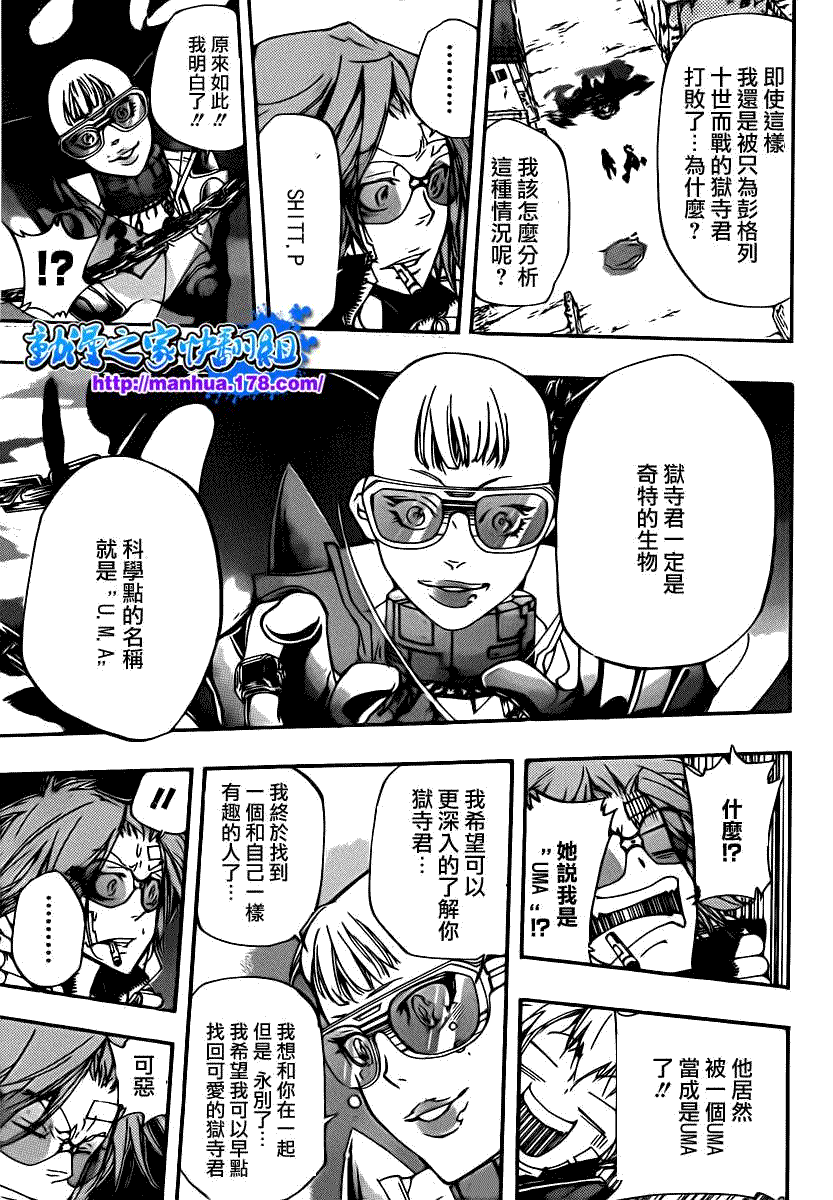 即使這樣
我還是被只為彭格列
十世而戰的獄寺君
打敗了…為什麼?
我該怎麼分析
這種情況呢?
………
SHITT.P
原來如此!!
我明白了!!
!?
動漫之家快翻組
http://manhua.178.com/
獄寺君一定是
奇特的生物
科學點的名稱
就是"U.M.A"
什麼!?
她說我是
"UMA"!?
我希望可以
更深入的了解你
獄寺君…
我終於找到
一個和自己一樣
有趣的人了…
!!
………
他居然
被一個UMA
當成是UMA
了!!
我想和你在一起
但是 永別了…
我希望我可以早點
找回可愛的獄寺君
可惡